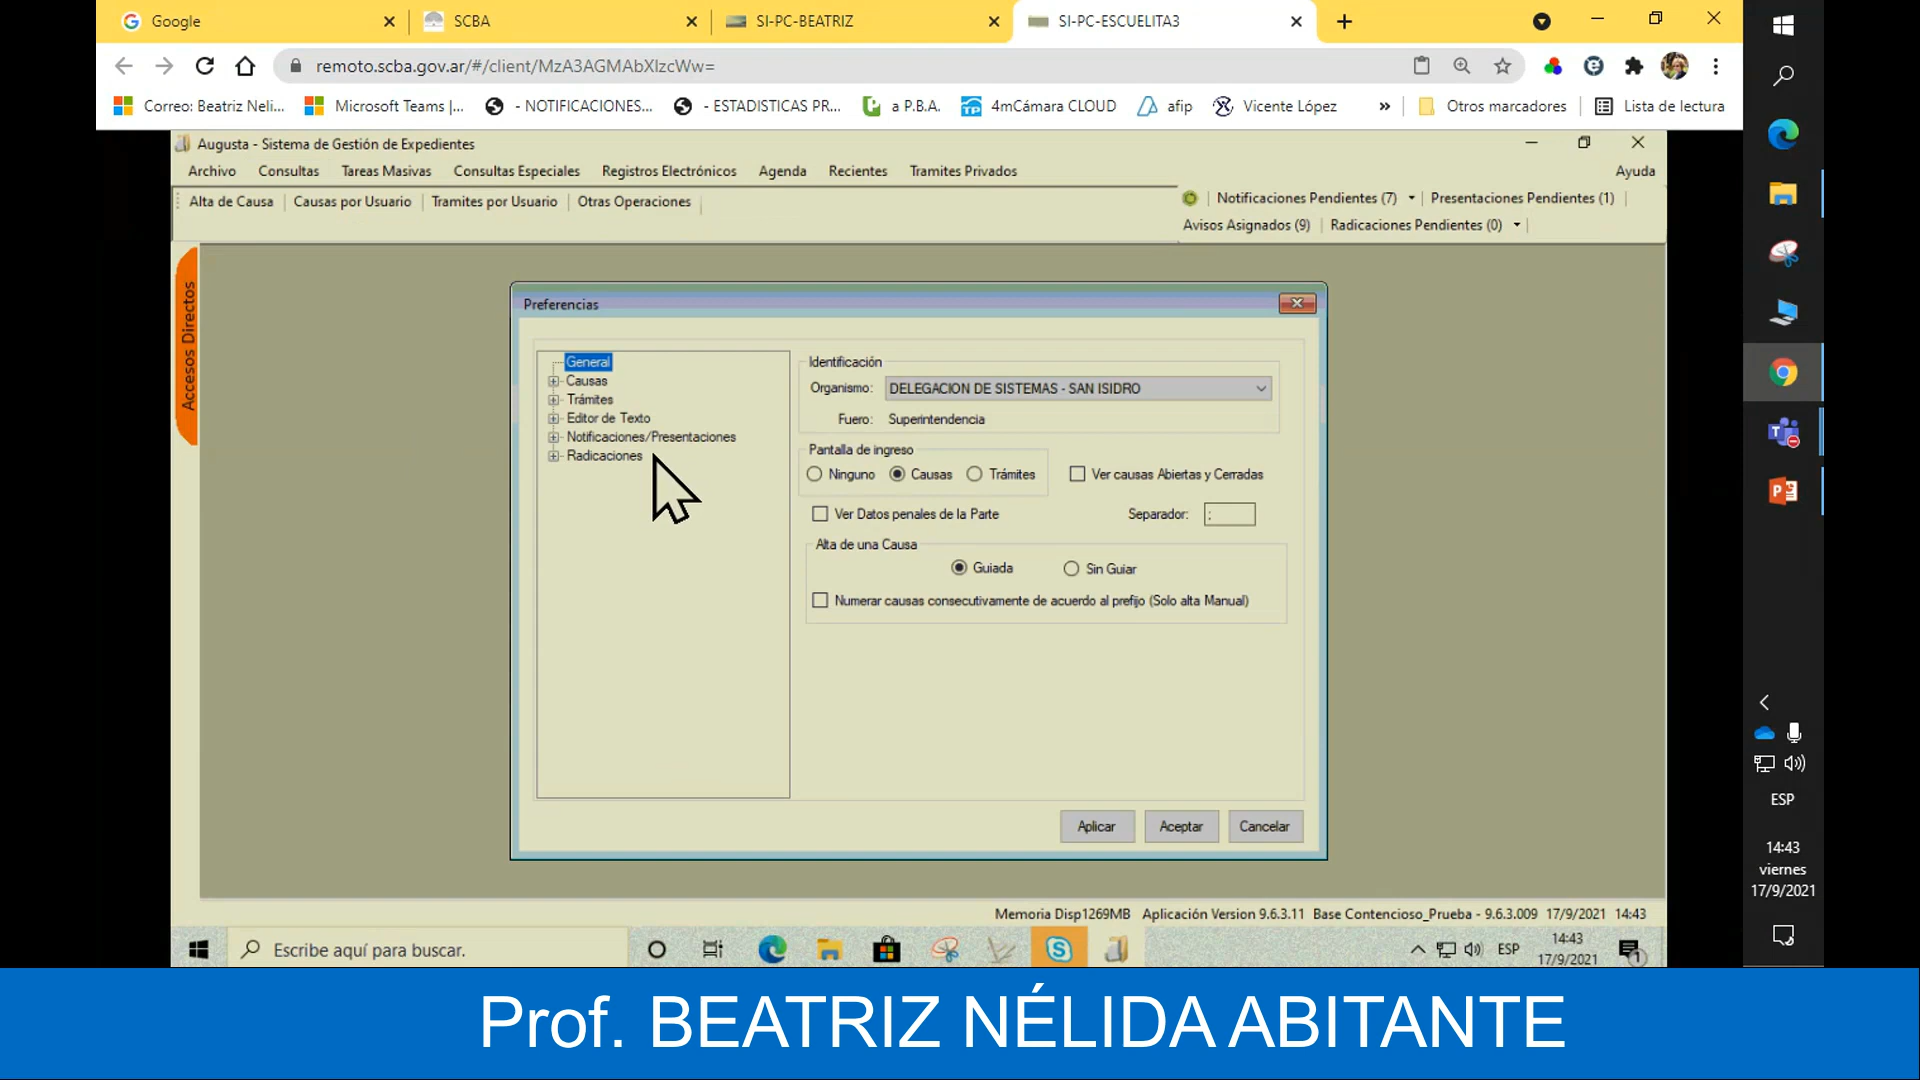 Google
SCBA
SI-PC-BEATRIZ
SI-PC-ESCUELITA3
remoto.scba.gov.ar/#/client/MzA3AGMAbXlzcWw=
Correo: Beatriz Neli...
Microsoft Teams |...
- NOTIFICACIONES...
- ESTADISTICAS PR...
a P.B.A.
4mCámara CLOUD
afip
Vicente López
»
Otros marcadores
Lista de lectura
Augusta - Sistema de Gestión de Expedientes
Archivo Consultas Tareas Masivas Consultas Especiales Registros Electrónicos Agenda Recientes Tramites Privados Ayuda
Alta de Causa Causas por Usuario Tramites por Usuario Otras Operaciones
Notificaciones Pendientes (7) Presentaciones Pendientes (1)
Avisos Asignados (9) Radicaciones Pendientes (0)
Accesos Directos
Preferencias
General
Causas
Trámites
Editor de Texto
Notificaciones/Presentaciones
Radicaciones
Identificación
Organismo: DELEGACION DE SISTEMAS - SAN ISIDRO
Fuero: Superintendencia
Pantalla de ingreso
Ninguno Causas Trámites Ver causas Abiertas y Cerradas
Ver Datos penales de la Parte Separador: ;
Alta de una Causa
Guiada Sin Guiar
Numerar causas consecutivamente de acuerdo al prefijo (Solo alta Manual)
Aplicar Aceptar Cancelar
Memoria Disp1269MB Aplicación Version 9.6.3.11 Base Contencioso_Prueba - 9.6.3.009 17/9/2021 14:43
Escribe aquí para buscar.
ESP
14:43
17/9/2021
1
ESP
14:43
viernes
17/9/2021
Prof. BEATRIZ NÉLIDA ABITANTE